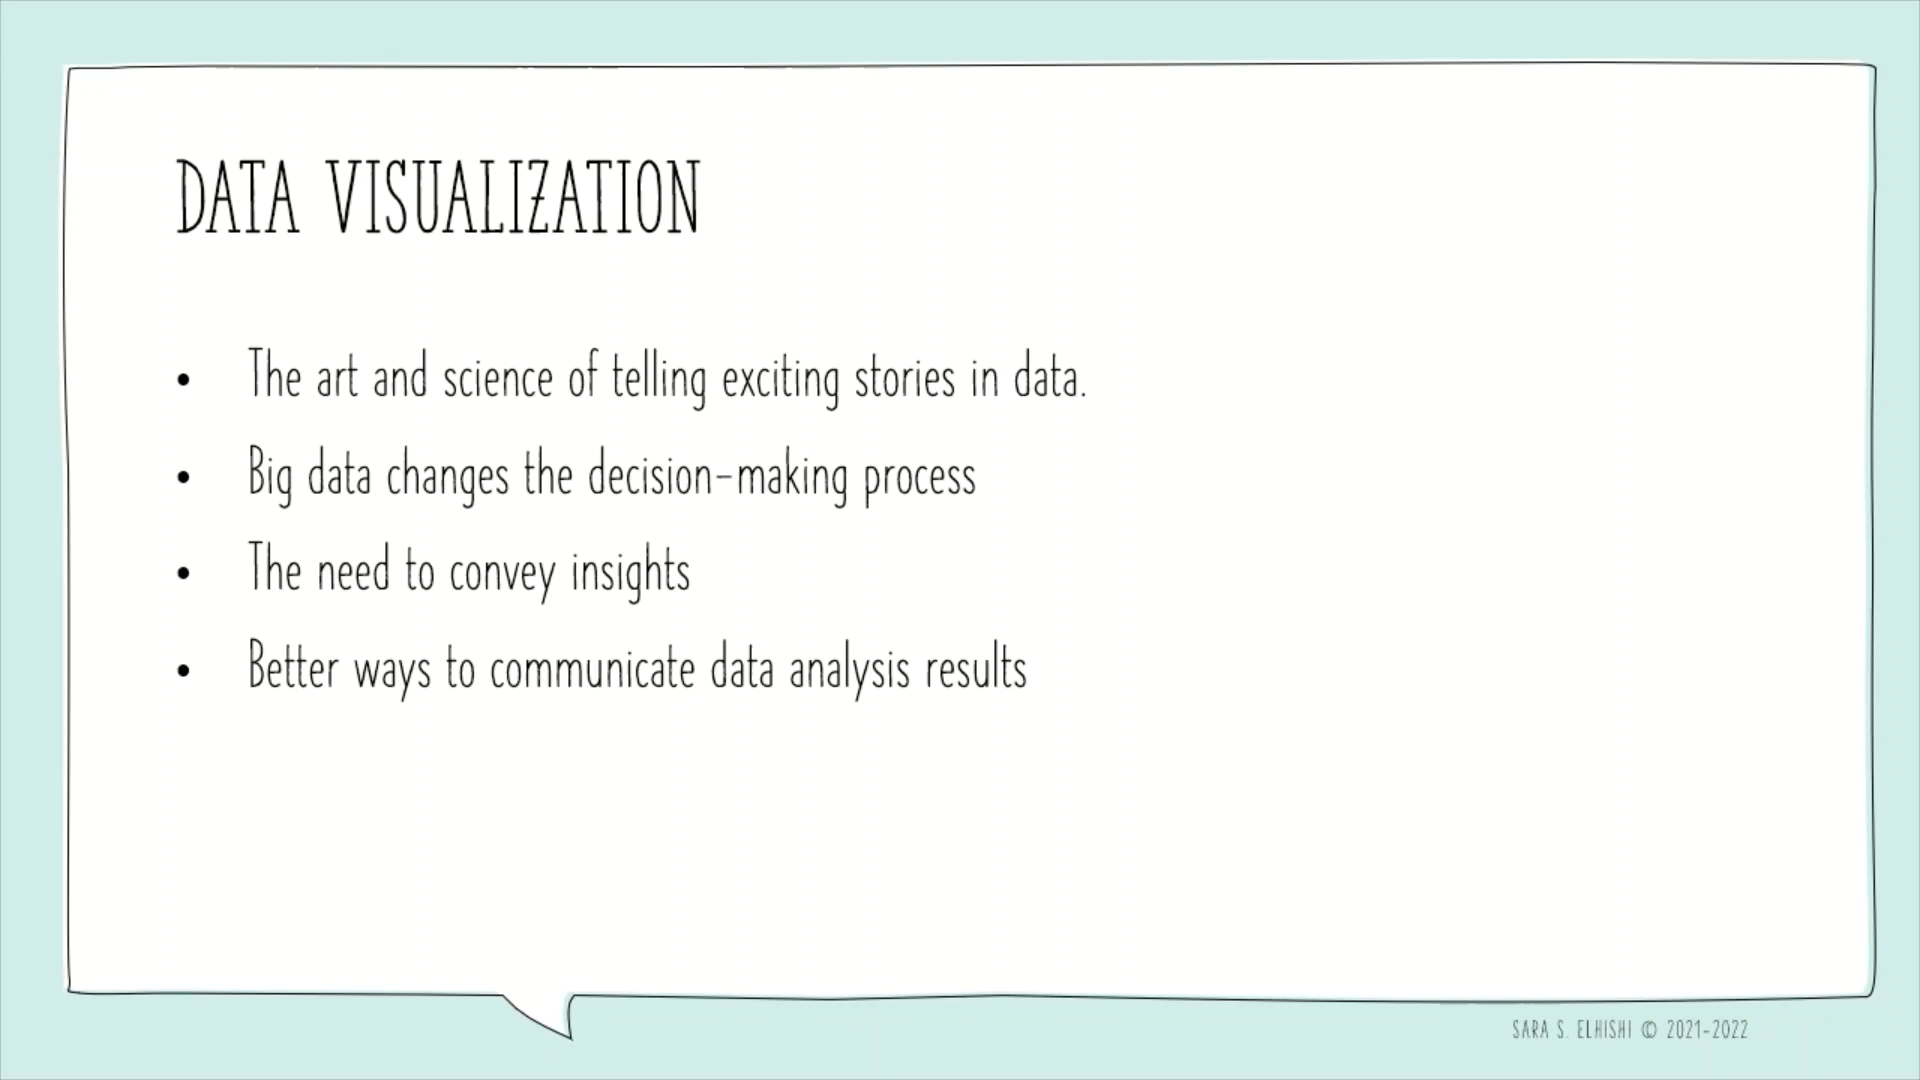 DATA VISUALIZATION
• The art and science of telling exciting stories in data.
• Big data changes the decision-making process
• The need to convey insights
• Better ways to communicate data analysis results
SARA S. ELHISHI © 2021-2022